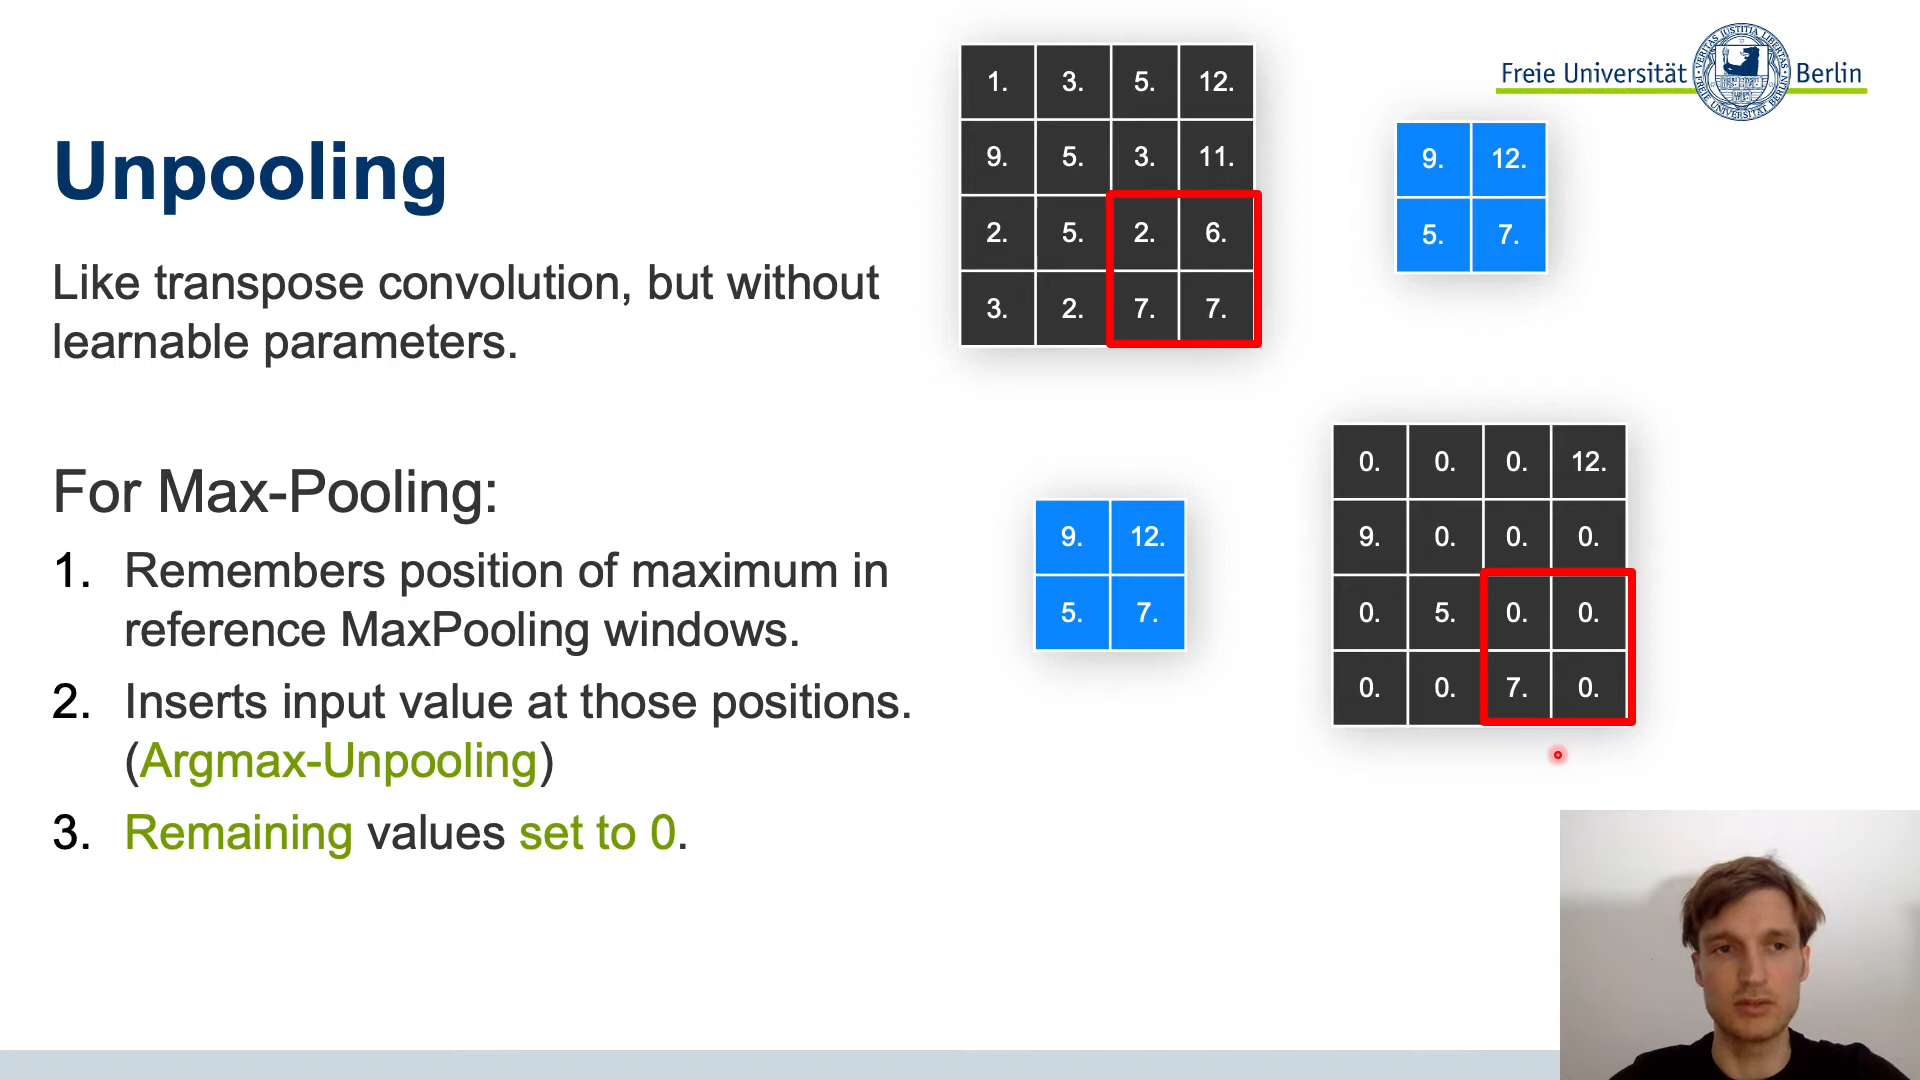 Unpooling
Like transpose convolution, but without
learnable parameters.
For Max-Pooling:
1. Remembers position of maximum in
reference MaxPooling windows.
2. Inserts input value at those positions.
(Argmax-Unpooling)
3. Remaining values set to 0.
1. 3. 5. 12.
9. 5. 3. 11.
2. 5. 2. 6.
3. 2. 7. 7.
9. 12.
5. 7.
9. 12.
5. 7.
0. 0. 0. 12.
9. 0. 0. 0.
0. 5. 0. 0.
0. 0. 7. 0.
Freie Universität Berlin